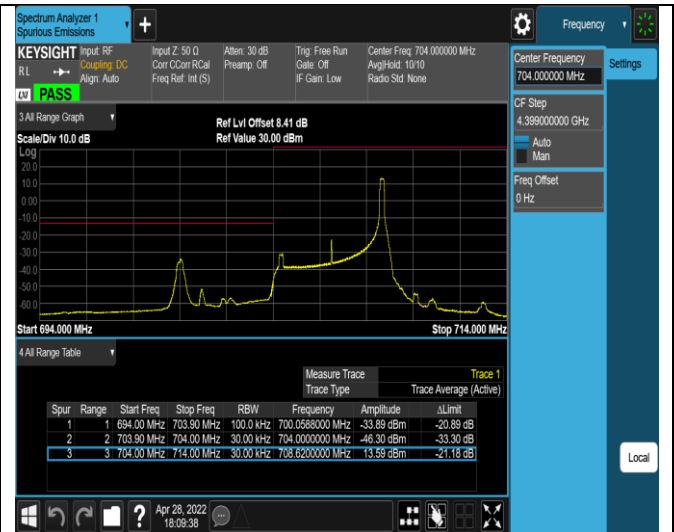 Spectrum Analyzer 1
Spurious Emissions
+
Frequency
KEYSIGHT
RL
LXI
PASS
Input: RF
Coupling: DC
Align: Auto
Input Z: 50 Ω
Corr CCorr RCal
Freq Ref: Int (S)
Atten: 30 dB
Preamp: Off
Trig: Free Run
Gate: Off
IF Gain: Low
Center Freq: 704.000000 MHz
Avg|Hold: 10/10
Radio Std: None
3 All Range Graph
Scale/Div 10.0 dB
Ref Lvl Offset 8.41 dB
Ref Value 30.00 dBm
Log
20.0
10.0
0.00
-10.0
-20.0
-30.0
-40.0
-50.0
-60.0
Start 694.000 MHz
Stop 714.000 MHz
4 All Range Table
Measure Trace Trace 1
Trace Type Trace Average (Active)
Spur Range Start Freq Stop Freq RBW Frequency Amplitude ΔLimit
1 1 694.00 MHz 703.90 MHz 100.0 kHz 700.0588000 MHz -33.89 dBm -20.89 dB
2 2 703.90 MHz 704.00 MHz 30.00 kHz 704.0000000 MHz -46.30 dBm -33.30 dB
3 3 704.00 MHz 714.00 MHz 30.00 kHz 708.6200000 MHz 13.59 dBm -21.18 dB
Center Frequency
704.000000 MHz
Settings
CF Step
4.399000000 GHz
Auto
Man
Freq Offset
0 Hz
Local
?
Apr 28, 2022
18:09:38